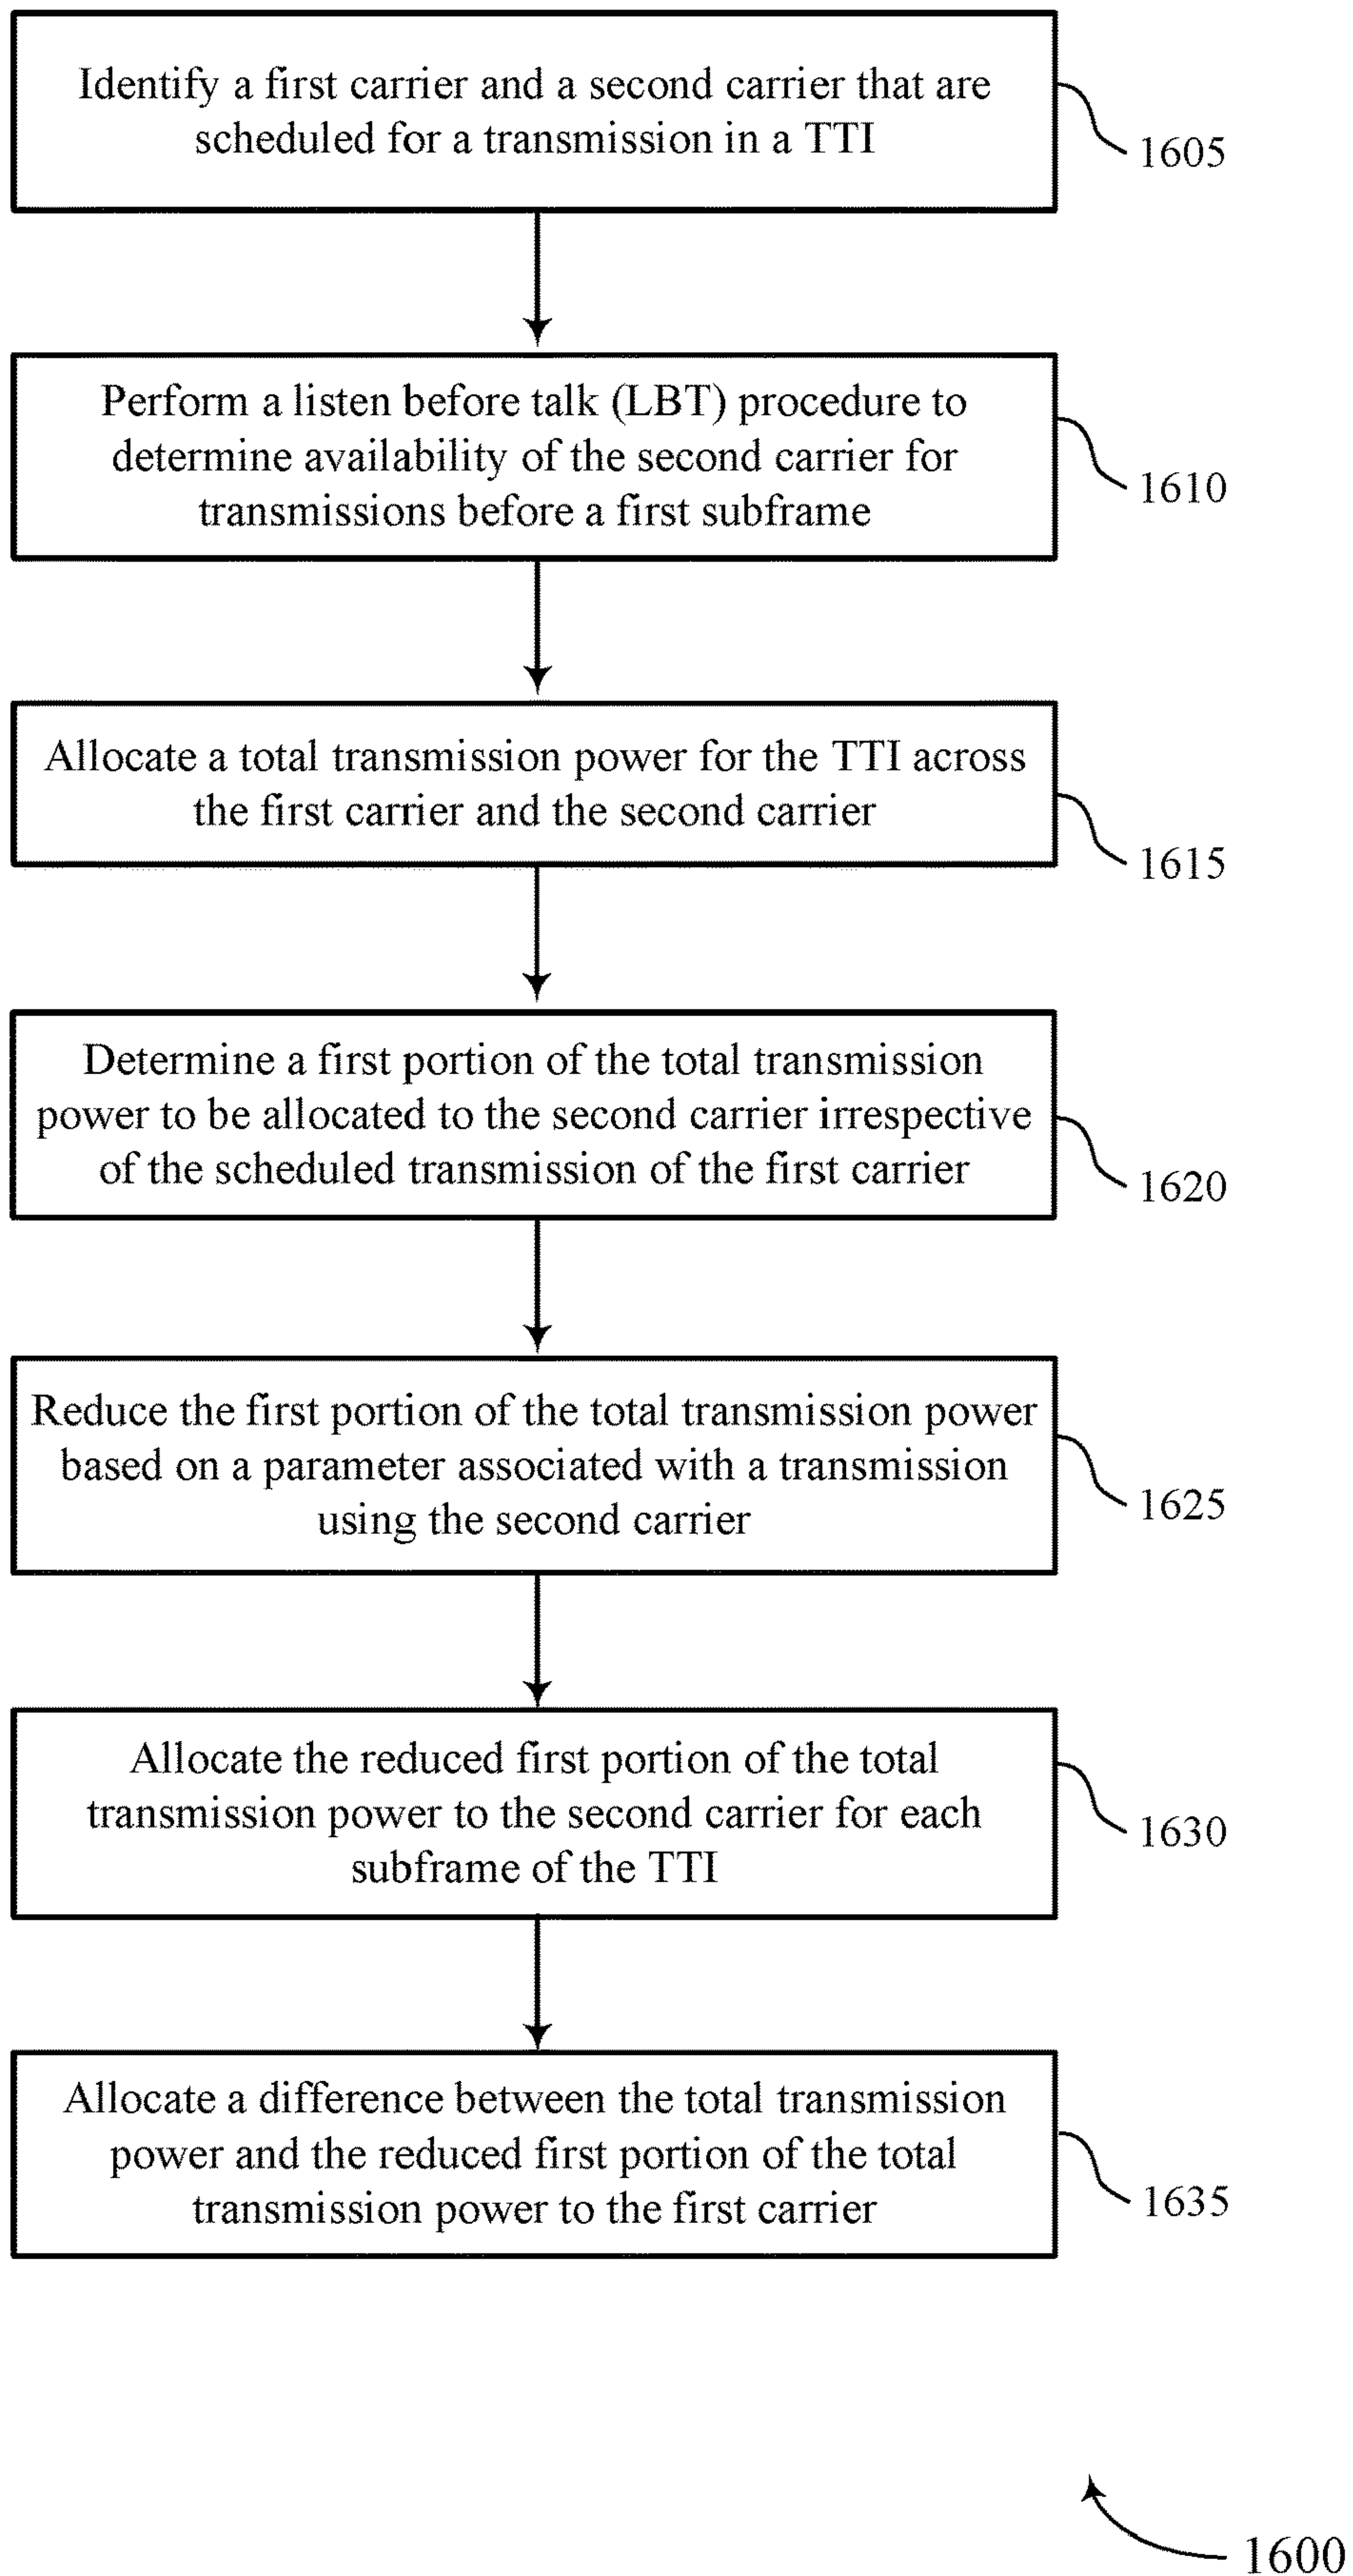 Identify a first carrier and a second carrier that are
scheduled for a transmission in a TTI
1605
Perform a listen before talk (LBT) procedure to
determine availability of the second carrier for
transmissions before a first subframe
1610
Allocate a total transmission power for the TTI across
the first carrier and the second carrier
1615
Determine a first portion of the total transmission
power to be allocated to the second carrier irrespective
of the scheduled transmission of the first carrier
1620
Reduce the first portion of the total transmission power
based on a parameter associated with a transmission
using the second carrier
1625
Allocate the reduced first portion of the total
transmission power to the second carrier for each
subframe of the TTI
1630
Allocate a difference between the total transmission
power and the reduced first portion of the total
transmission power to the first carrier
1635
1600